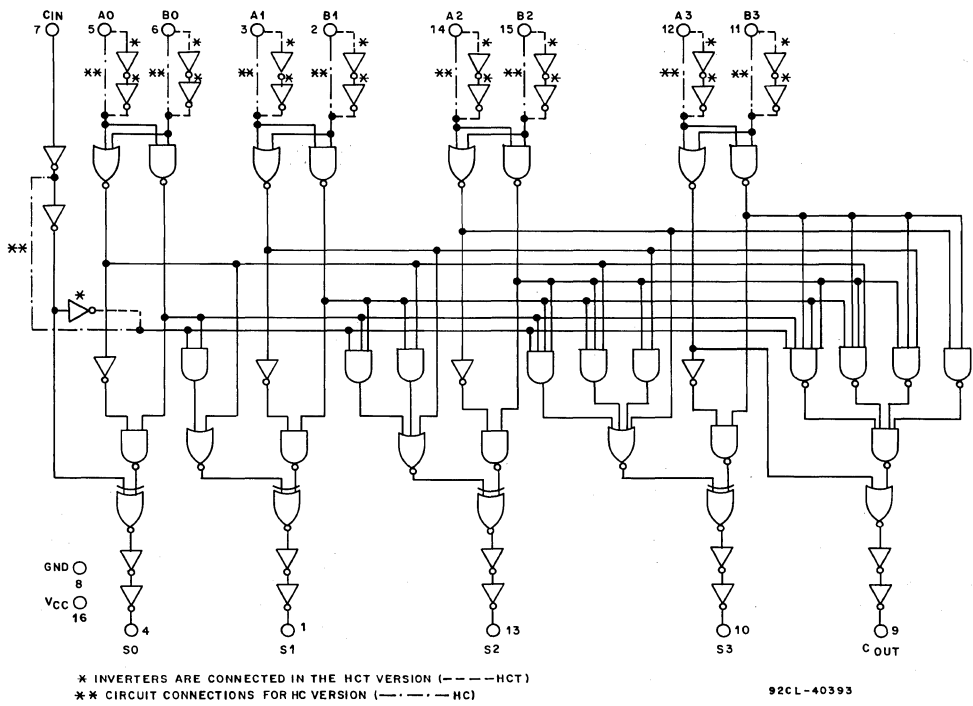 CIN A0 B0 A1 B1 A2 B2 A3 B3
7 5 6 3 2 14 15 12 11
* * * * * * * *
** ** ** ** ** ** ** **
* * * * * * * *
**
*
GND
8
VCC
16
4 1 13 10 9
S0 S1 S2 S3 C OUT
* INVERTERS ARE CONNECTED IN THE HCT VERSION (----HCT)
** CIRCUIT CONNECTIONS FOR HC VERSION (—·—·—HC)
92CL-40393